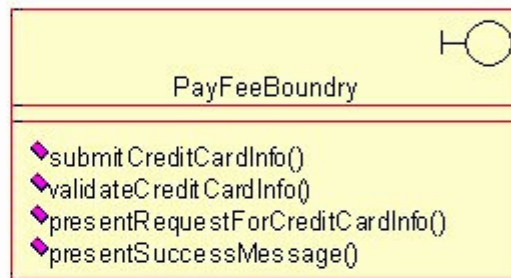 PayFeeBoundry
submitCreditCardInfo()
validateCreditCardInfo()
presentRequestForCreditCardInfo()
presentSuccessMessage()